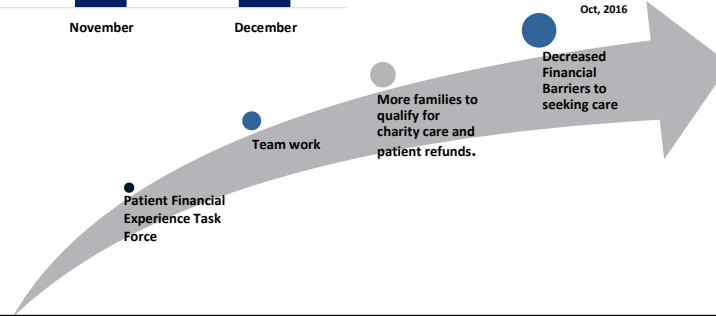 November
December
Oct, 2016
Decreased
Financial
Barriers to
seeking care
More families to
qualify for
charity care and
patient refunds.
Team work
Patient Financial
Experience Task
Force